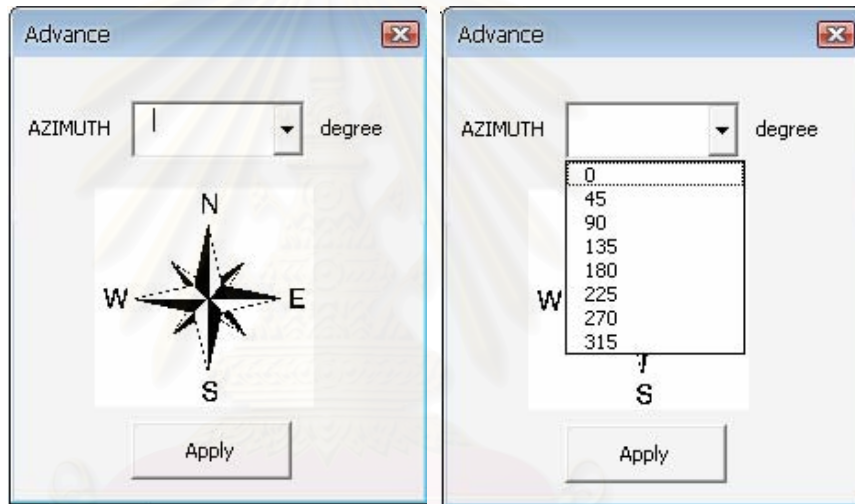 Advance
AZIMUTH degree
N
W E
S
Apply
Advance
AZIMUTH degree
0
45
90
135
180
225
270
315
W
S
Apply